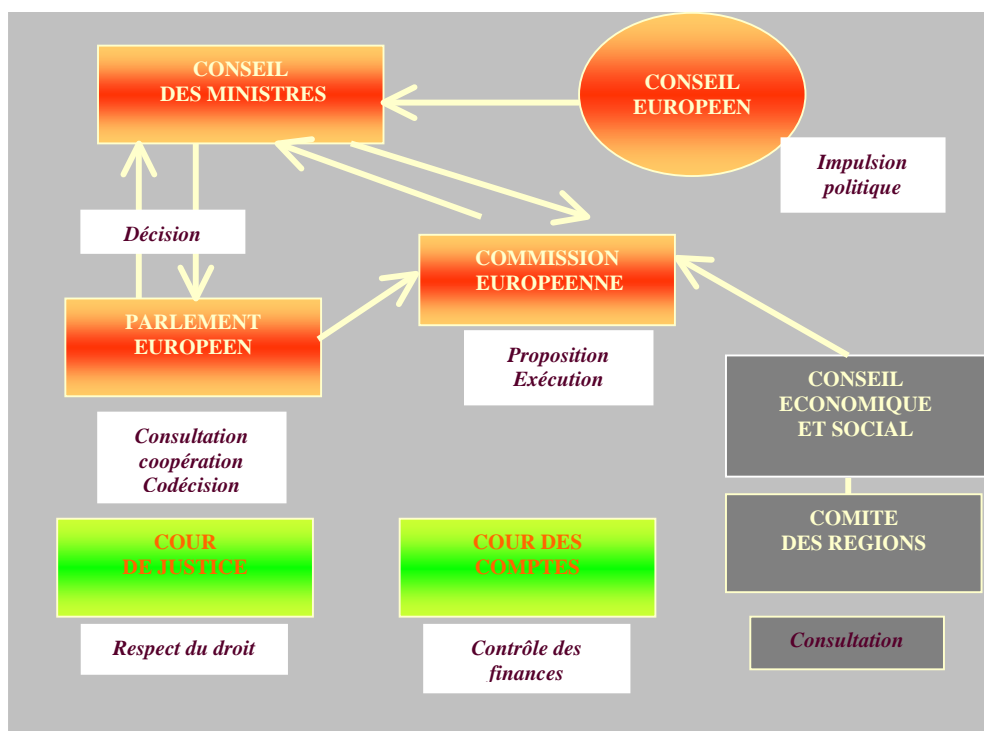 CONSEIL
DES MINISTRES
CONSEIL
EUROPEEN
Impulsion
politique
Décision
COMMISSION
EUROPEENNE
PARLEMENT
EUROPEEN
Proposition
Exécution
CONSEIL
ECONOMIQUE
ET SOCIAL
Consultation
coopération
Codécision
COMITE
DES REGIONS
COUR
DE JUSTICE
COUR DES
COMPTES
Respect du droit
Contrôle des
finances
Consultation